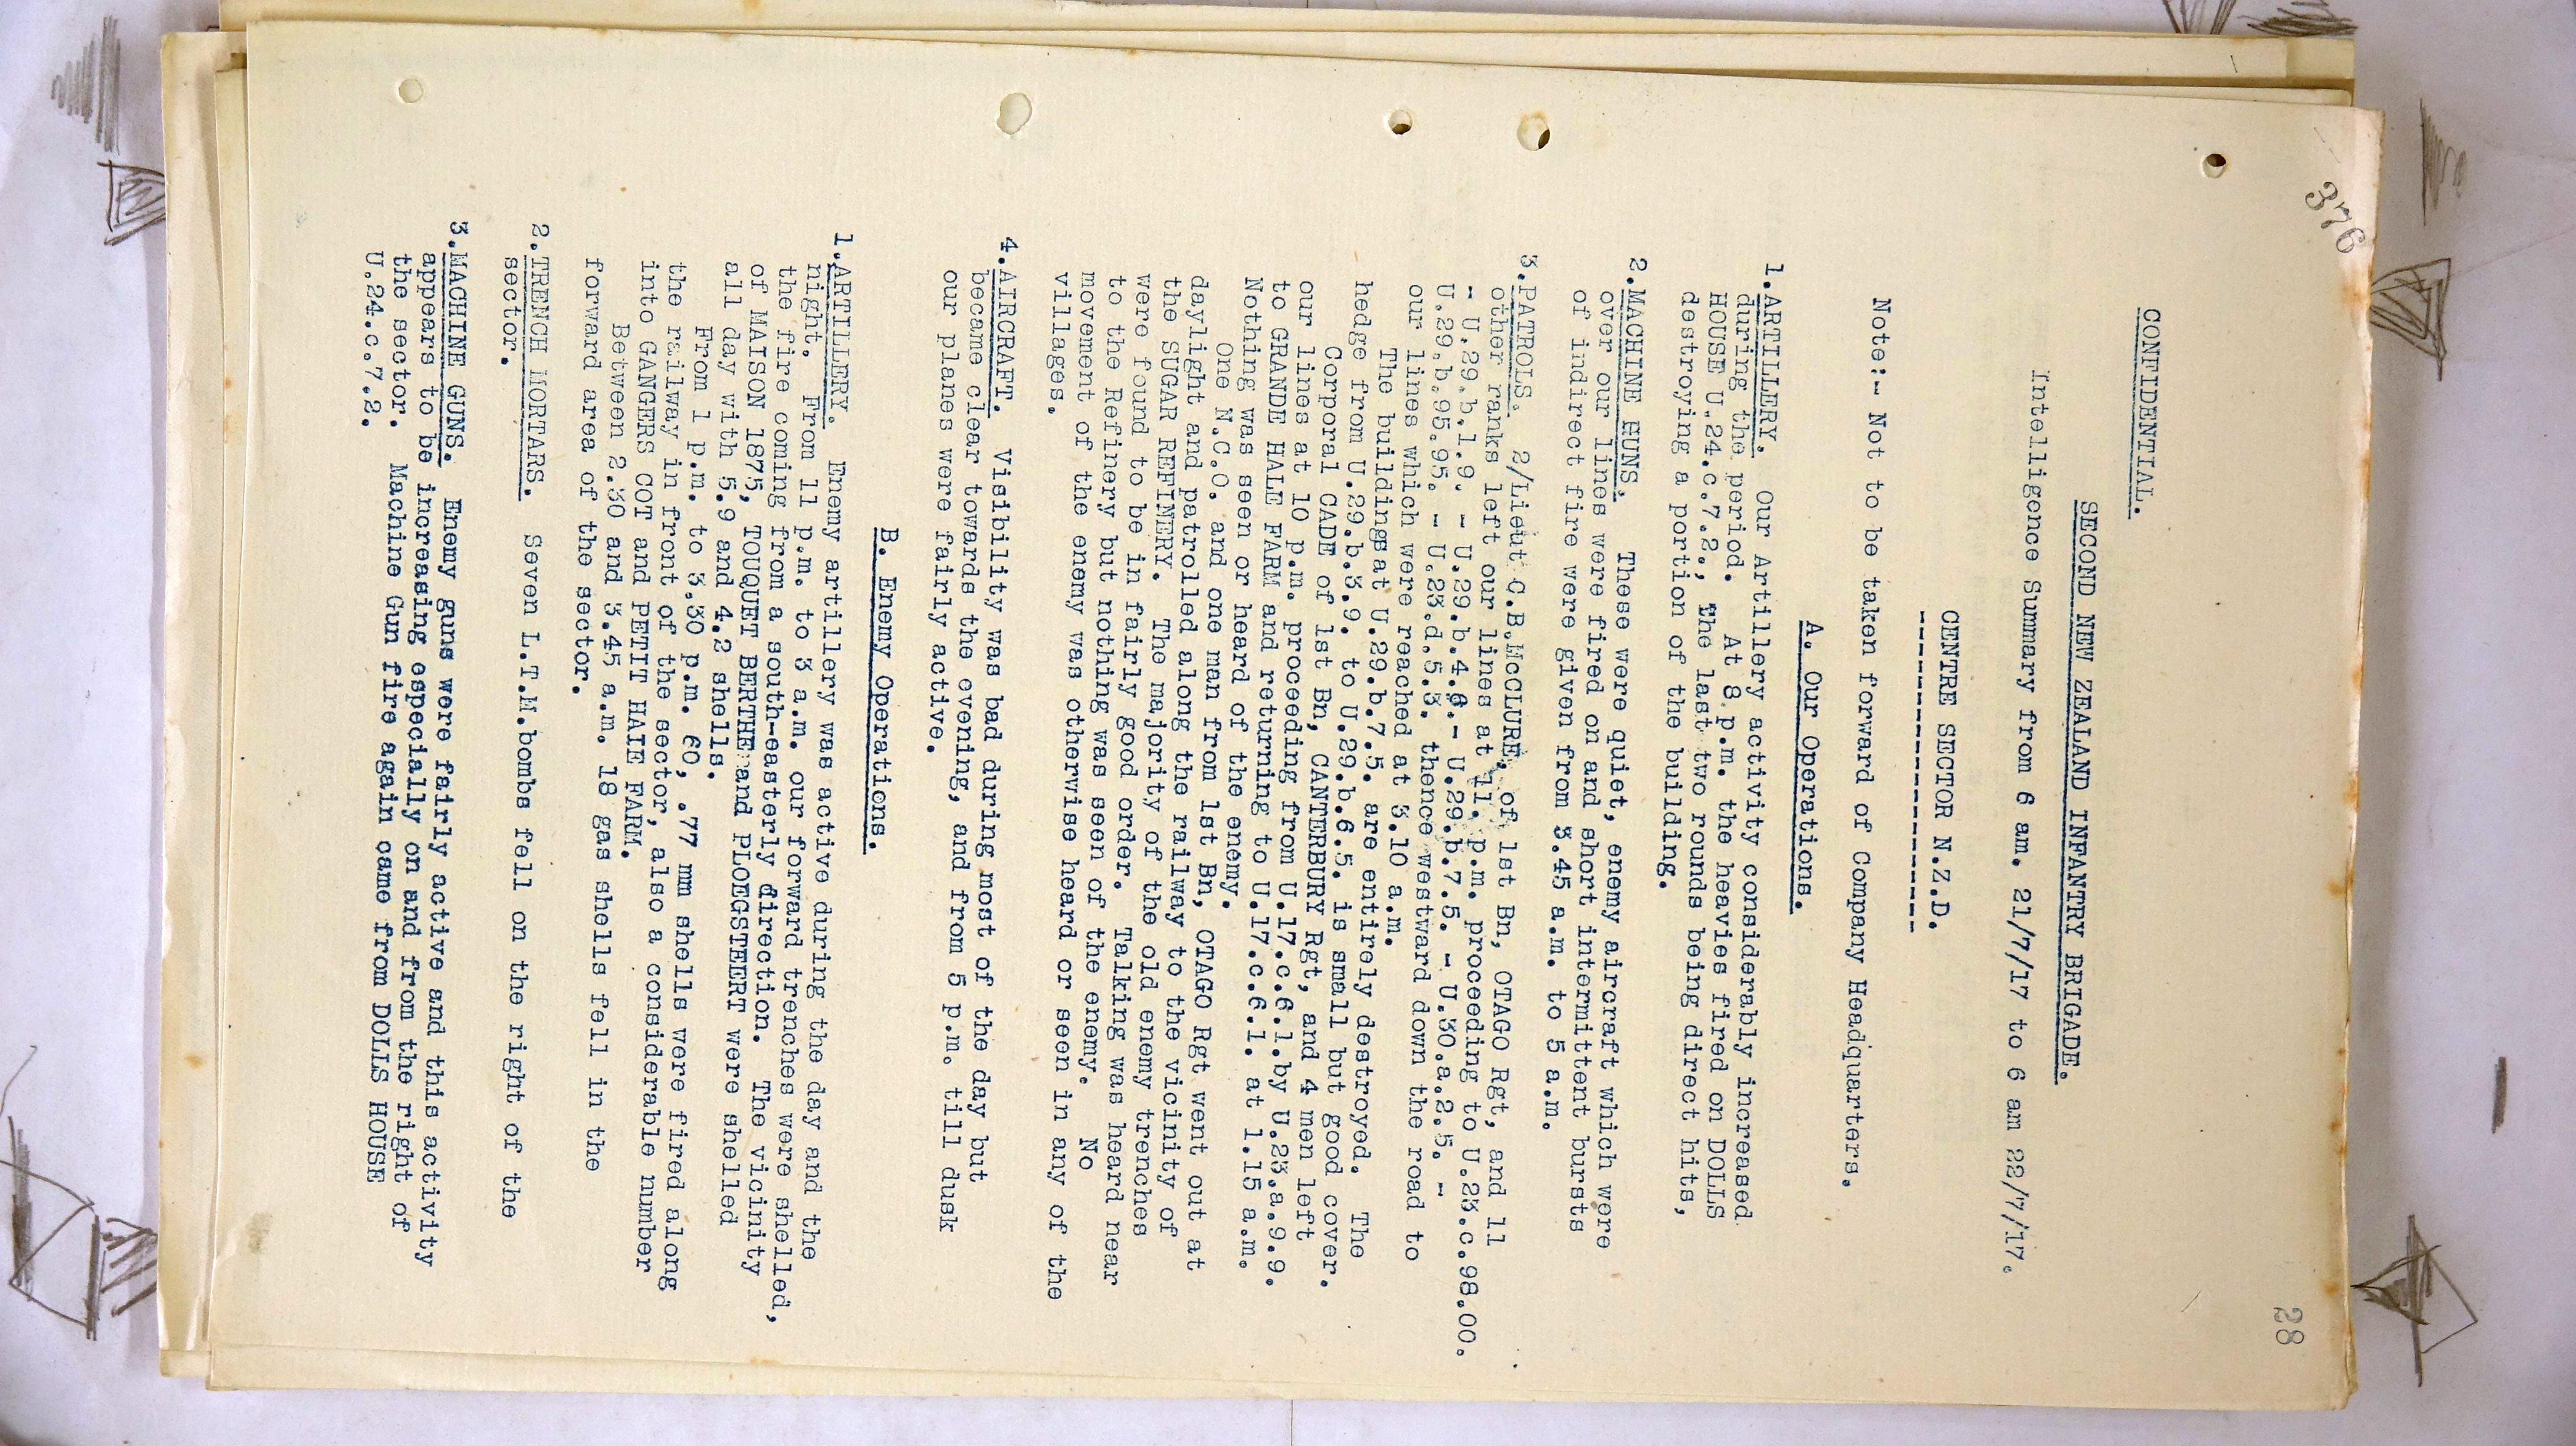 376
28
CONFIDENTIAL.
SECOND NEW ZEALAND INFANTRY BRIGADE.
Intelligence Summary from 6 am. 21/7/17 to 6 am 22/7/17.
CENTRE SECTOR N.Z.D.
--------------------
Note:- Not to be taken forward of Company Headquarters.
A. Our Operations.
1.ARTILLERY. Our Artillery activity considerably increased
during the period. At 8 p.m. the heavies fired on DOLLS
HOUSE U.24.c.7.2., the last two rounds being direct hits,
destroying a portion of the building.
2.MACHINE HUNS. These were quiet, enemy aircraft which were
over our lines were fired on and short intermittent bursts
of indirect fire were given from 3.45 a.m. to 5 a.m.
3.PATROLS. 2/Lieut C.B.McCLURE, of 1st Bn, OTAGO Rgt, and 11
other ranks left our lines at 11. p.m. proceeding to U.23.c.98.00.
- U.29.b.1.9. - U.29.b.4.6.- U.29.b.7.5. - U.30.a.2.5. -
U.29.b.95.95. - U.23.d.5.3. thence westward down the road to
our lines which were reached at 3.10 a.m.
The buildings at U.29.b.7.5. are entirely destroyed. The
hedge from U.29.b.3.9. to U.29.b.6.5. is small but good cover.
Corporal CADE of 1st Bn, CANTERBURY Rgt, and 4 men left
our lines at 10 p.m. proceeding from U.17.c.6.1.by U.23.a.9.9.
to GRANDE HALE FARM and returning to U.17.c.6.1. at 1.15 a.m.
Nothing was seen or heard of the enemy.
One N.C.O. and one man from 1st Bn, OTAGO Rgt went out at
daylight and patrolled along the railway to the vicinity of
the SUGAR REFINERY. The majority of the old enemy trenches
were found to be in fairly good order. Talking was heard near
to the Refinery but nothing was seen of the enemy. No
movement of the enemy was otherwise heard or seen in any of the
villages.
4.AIRCRAFT. Visibility was bad during most of the day but
became clear towards the evening, and from 5 p.m. till dusk
our planes were fairly active.
B. Enemy Operations.
1.ARTILLERY. Enemy artillery was active during the day and the
night. From 11 p.m. to 3 a.m. our forward trenches were shelled,
the fire coming from a south-easterly direction. The vicinity
of MAISON 1875, TOUQUET BERTHE and PLOEGSTEERT were shelled
all day with 5.9 and 4.2 shells.
From 1 p.m. to 3.30 p.m. 60, .77 mm shells were fired along
the railway in front of the sector, also a considerable number
into GANGERS COT and PETIT HAIE FARM.
Between 2.30 and 3.45 a.m. 18 gas shells fell in the
forward area of the sector.
2.TRENCH MORTARS. Seven L.T.M.bombs fell on the right of the
sector.
3.MACHINE GUNS. Enemy guns were fairly active and this activity
appears to be increasing especially on and from the right of
the sector. Machine Gun fire again came from DOLLS HOUSE
U.24.c.7.2.